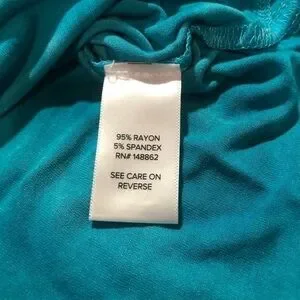 95% RAYON
5% SPANDEX
RN# 148862
SEE CARE ON
REVERSE